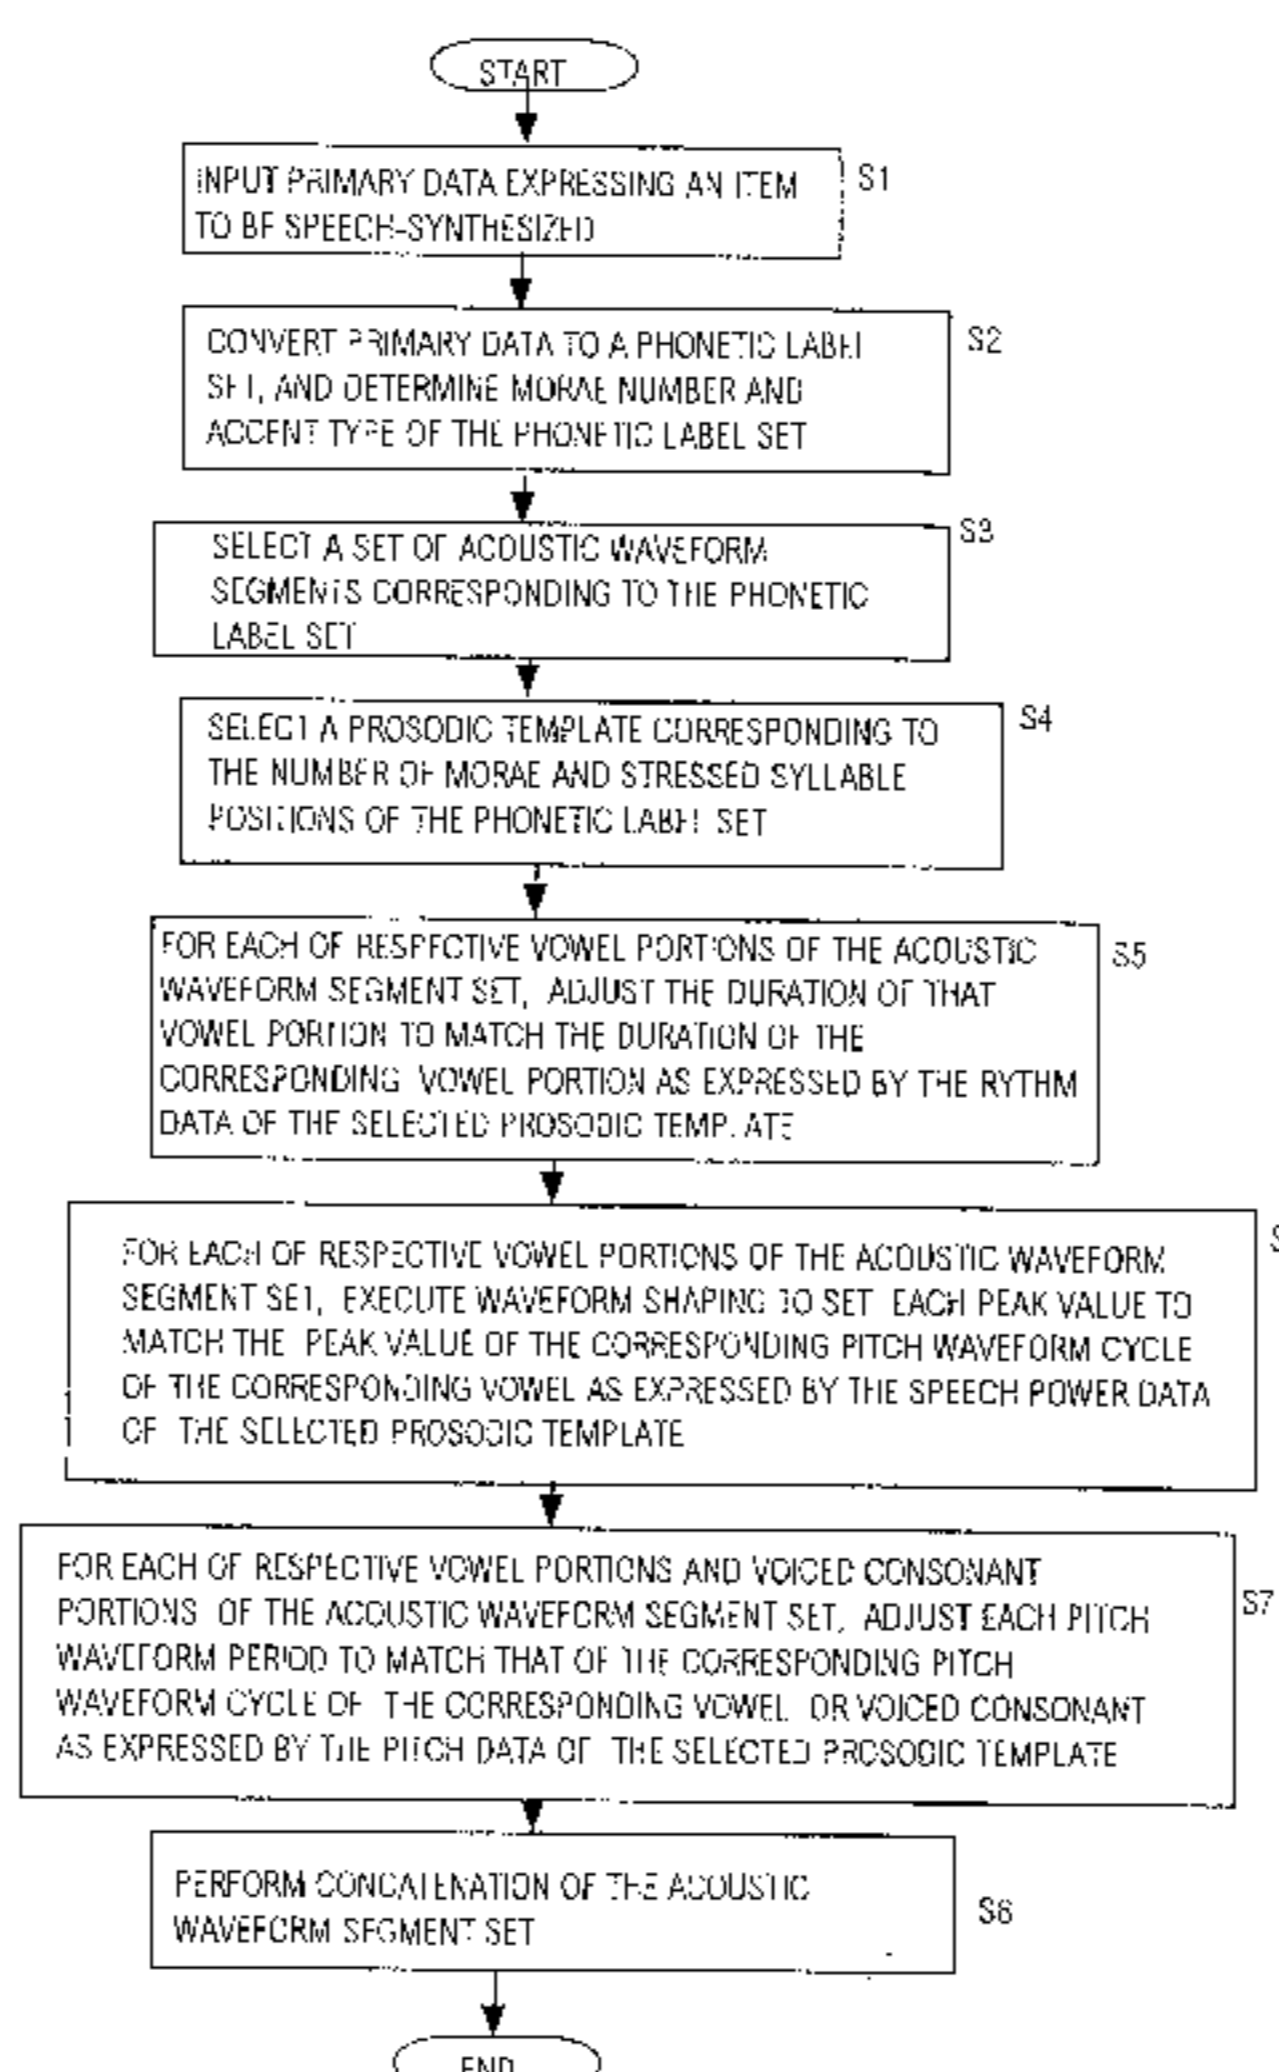 START
INPUT PRIMARY DATA EXPRESSING AN ITEM
TO BE SPEECH-SYNTHESIZED
S1
CONVERT PRIMARY DATA TO A PHONETIC LABEL
SET, AND DETERMINE MORAE NUMBER AND
ACCENT TYPE OF THE PHONETIC LABEL SET
S2
SELECT A SET OF ACOUSTIC WAVEFORM
SEGMENTS CORRESPONDING TO THE PHONETIC
LABEL SET
S3
SELECT A PROSODIC TEMPLATE CORRESPONDING TO
THE NUMBER OF MORAE AND STRESSED SYLLABLE
POSITIONS OF THE PHONETIC LABEL SET
S4
FOR EACH OF RESPECTIVE VOWEL PORTIONS OF THE ACOUSTIC
WAVEFORM SEGMENT SET, ADJUST THE DURATION OF THAT
VOWEL PORTION TO MATCH THE DURATION OF THE
CORRESPONDING VOWEL PORTION AS EXPRESSED BY THE RYTHM
DATA OF THE SELECTED PROSODIC TEMPLATE
S5
FOR EACH OF RESPECTIVE VOWEL PORTIONS OF THE ACOUSTIC WAVEFORM
SEGMENT SET, EXECUTE WAVEFORM SHAPING TO SET EACH PEAK VALUE TO
MATCH THE PEAK VALUE OF THE CORRESPONDING PITCH WAVEFORM CYCLE
OF THE CORRESPONDING VOWEL AS EXPRESSED BY THE SPEECH POWER DATA
OF THE SELECTED PROSODIC TEMPLATE
FOR EACH OF RESPECTIVE VOWEL PORTIONS AND VOICED CONSONANT
PORTIONS OF THE ACOUSTIC WAVEFORM SEGMENT SET, ADJUST EACH PITCH
WAVEFORM PERIOD TO MATCH THAT OF THE CORRESPONDING PITCH
WAVEFORM CYCLE OF THE CORRESPONDING VOWEL OR VOICED CONSONANT
AS EXPRESSED BY THE PITCH DATA OF THE SELECTED PROSODIC TEMPLATE
S7
PERFORM CONCATENATION OF THE ACOUSTIC
WAVEFORM SEGMENT SET
S8
END